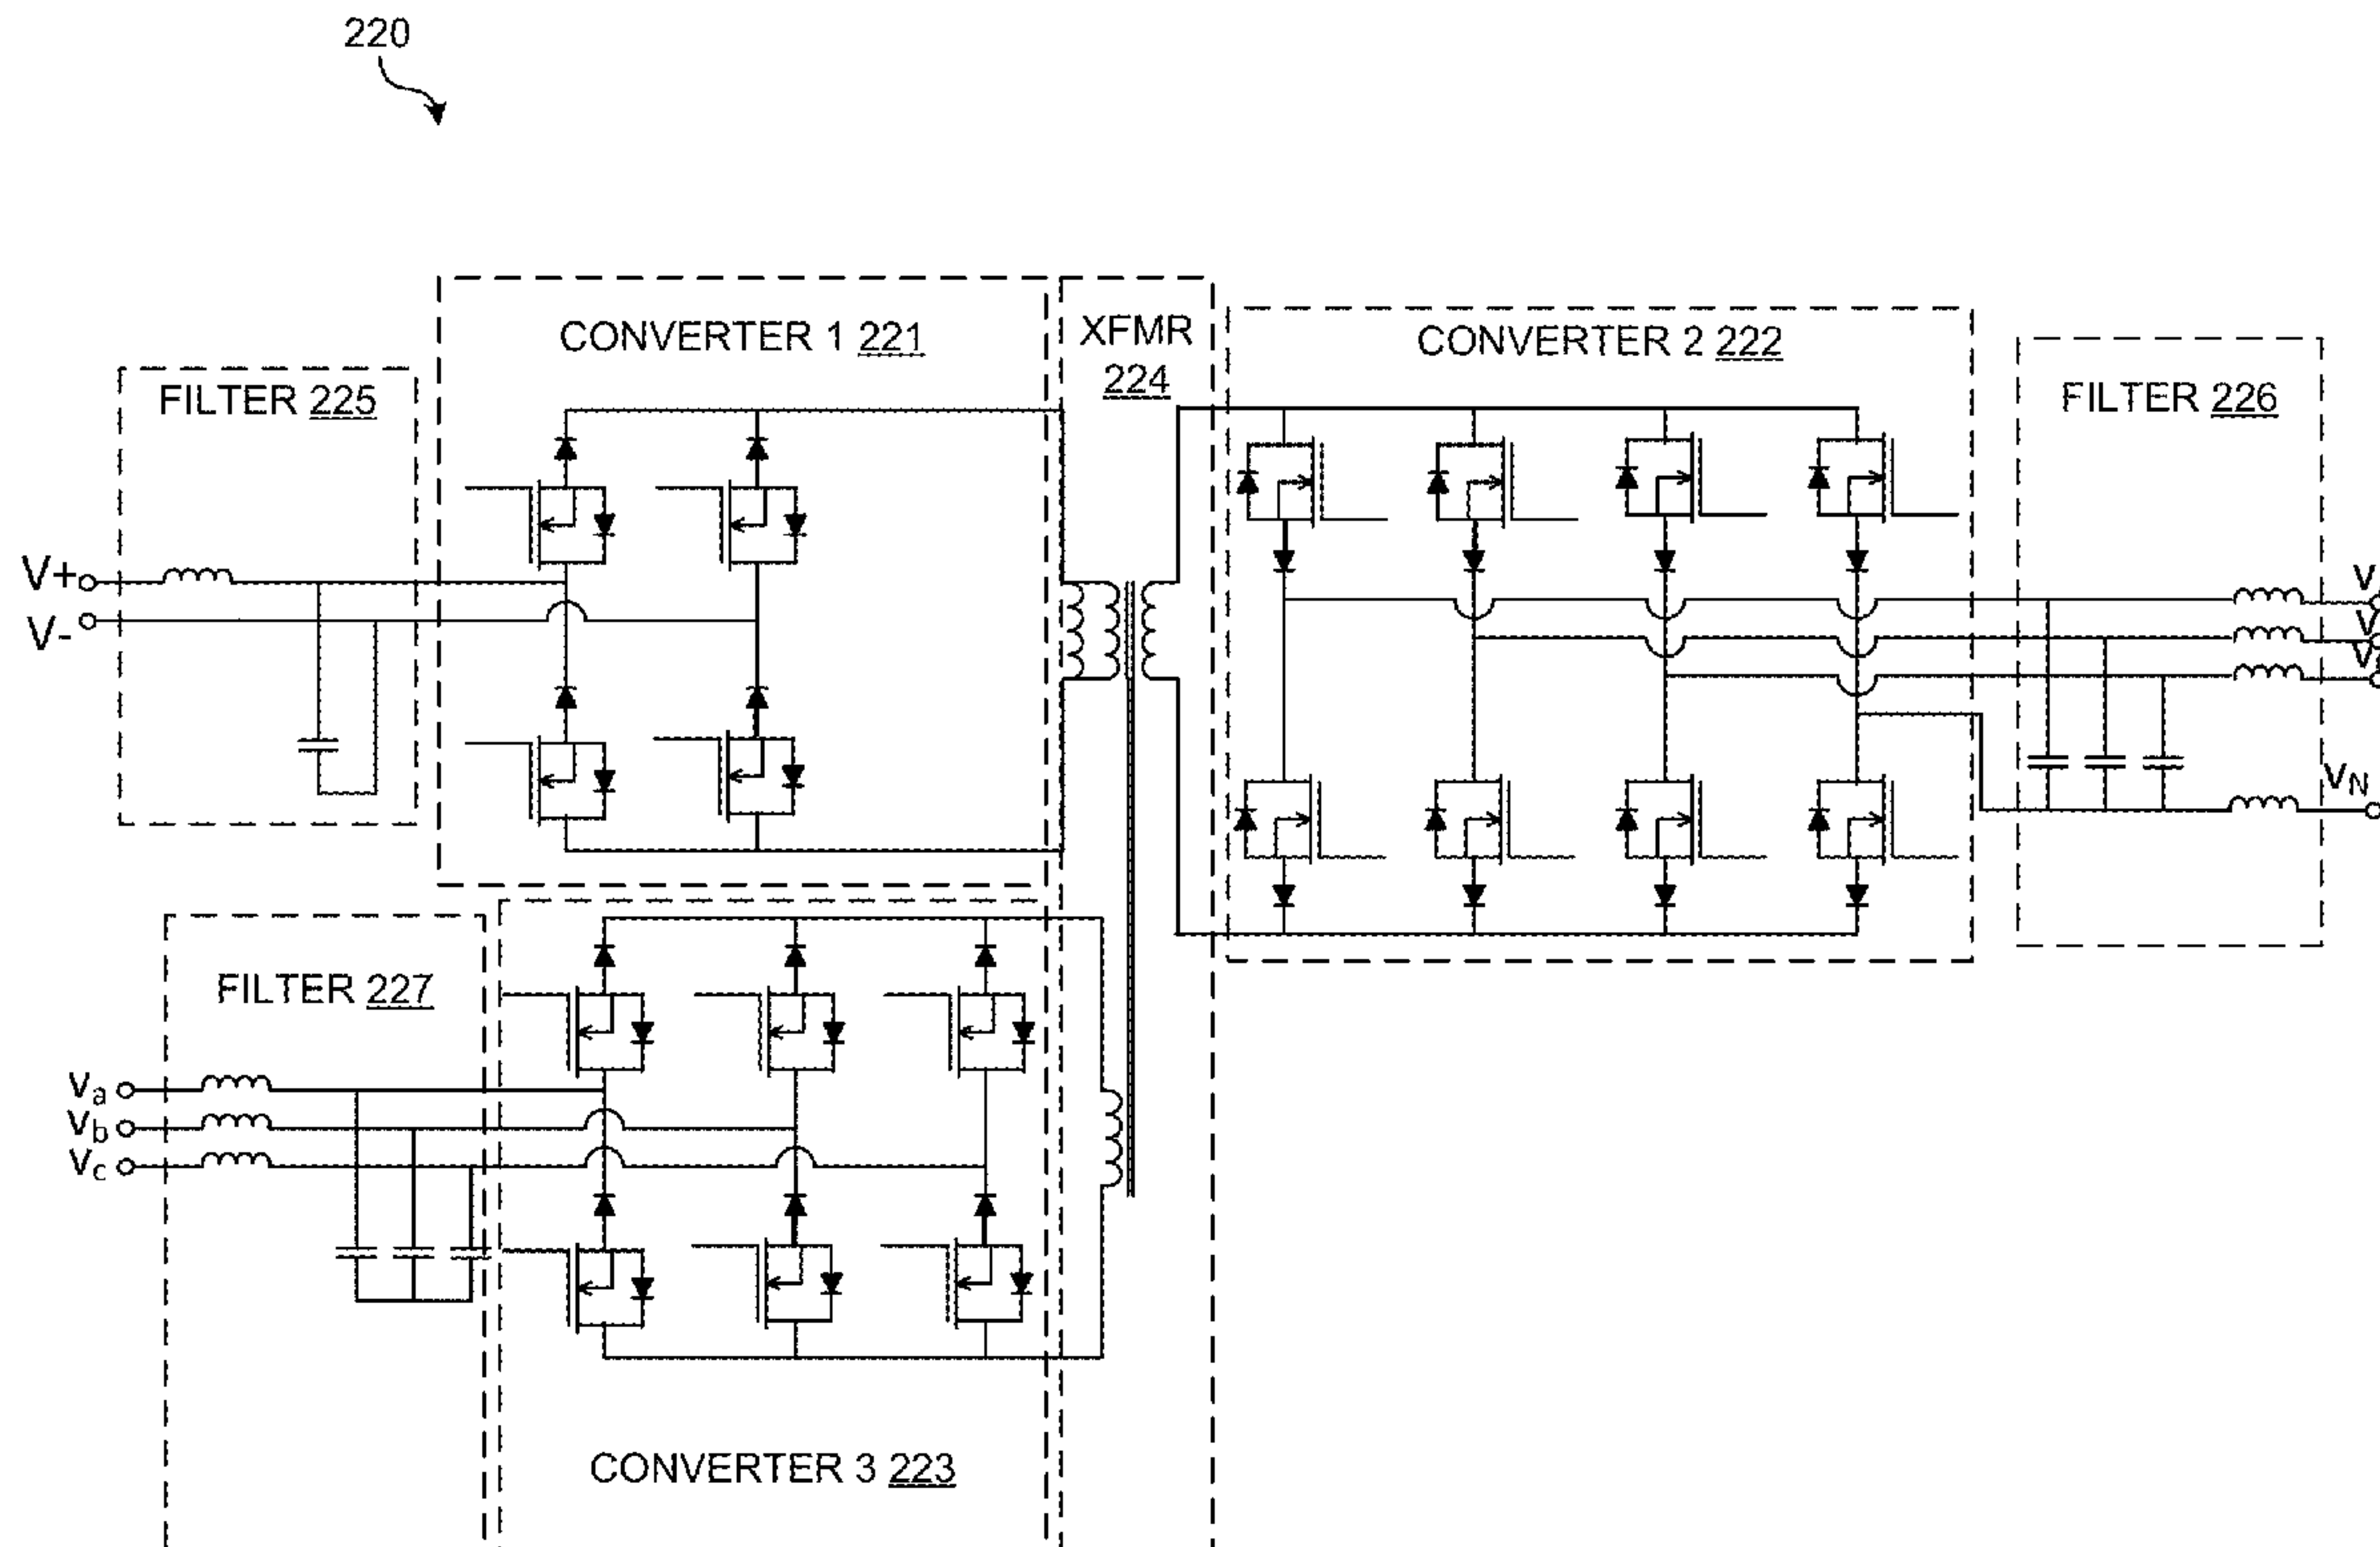 220
CONVERTER 1 221
XFMR
224
CONVERTER 2 222
FILTER 225
FILTER 226
V+
V-
V
V
V
VN
FILTER 227
Va
Vb
Vc
CONVERTER 3 223